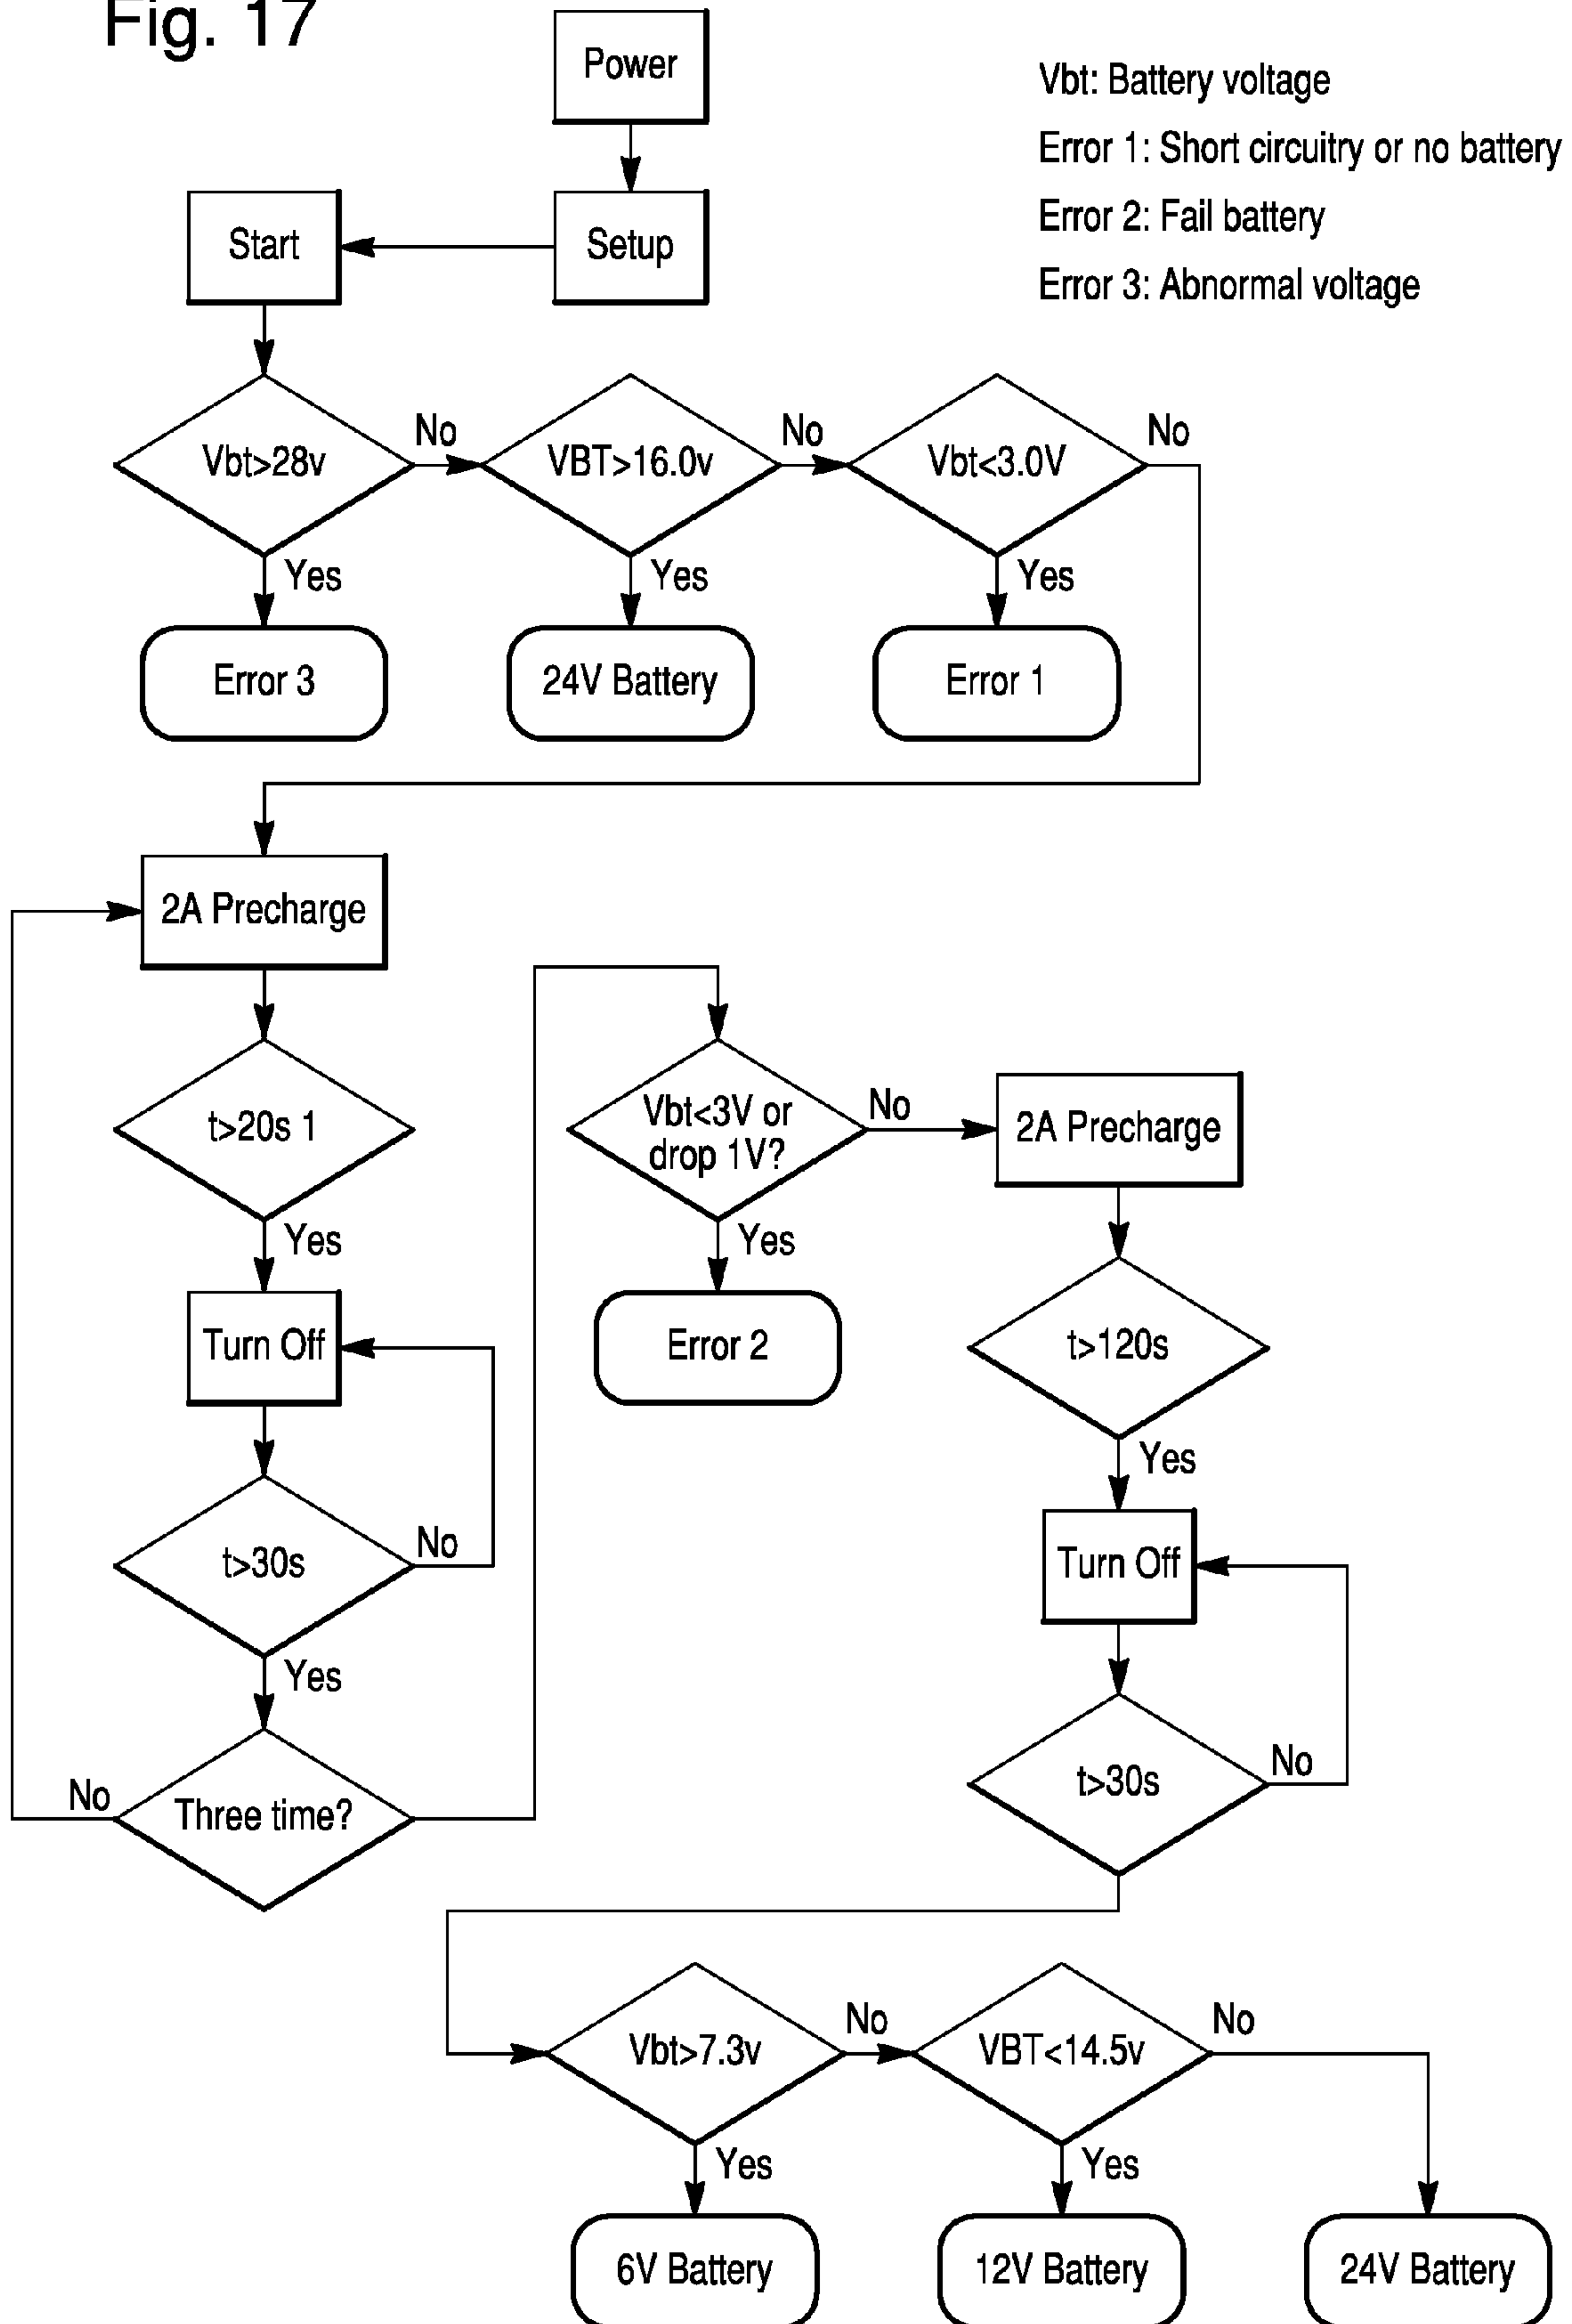 Fig. 17
Power
Vbt: Battery voltage
Error 1: Short circuitry or no battery
Error 2: Fail battery
Error 3: Abnormal voltage
Start
Setup
Vbt>28v
No
VBT>16.0v
No
Vbt<3.0V
No
Yes
Yes
Yes
Error 3
24V Battery
Error 1
2A Precharge
t>20s 1
Yes
Turn Off
t>30s
No
Yes
Three time?
No
Vbt<3V or
drop 1V?
No
2A Precharge
Yes
Error 2
t>120s
Yes
Turn Off
t>30s
No
Vbt>7.3v
No
VBT<14.5v
No
Yes
Yes
6V Battery
12V Battery
24V Battery